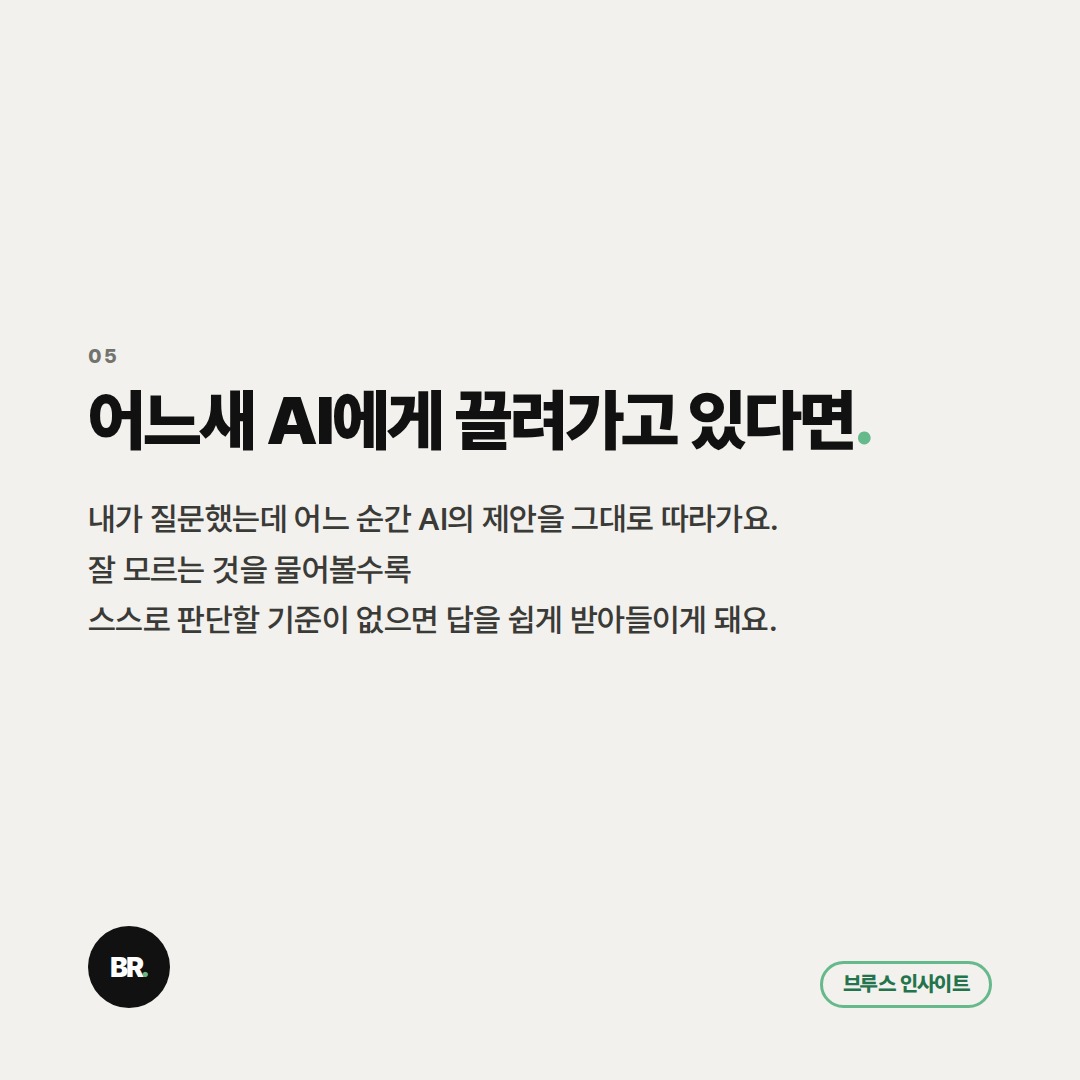 05
어느새 AI에게 끌려가고 있다면.
내가 질문했는데 어느 순간 AI의 제안을 그대로 따라가요.
잘 모르는 것을 물어볼수록
스스로 판단할 기준이 없으면 답을 쉽게 받아들이게 돼요.
BR.
브루스 인사이트